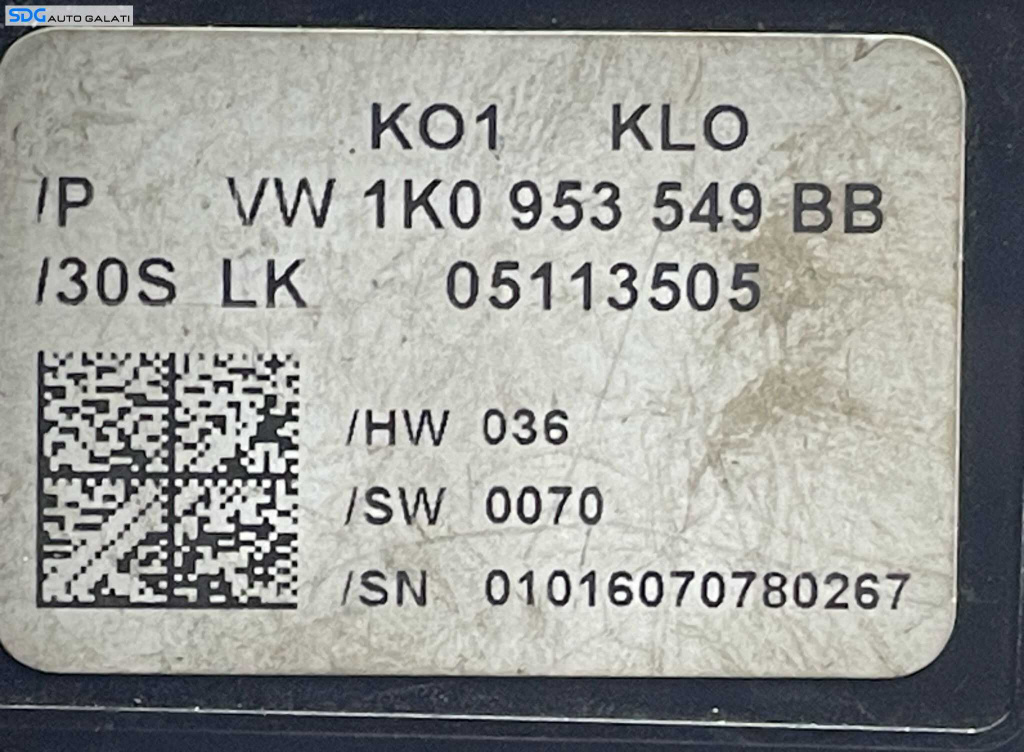 SDG AUTO GALATI
KO1 KLO
/P VW 1K0 953 549 BB
/30S LK 05113505
/HW 036
/SW 0070
/SN 01016070780267